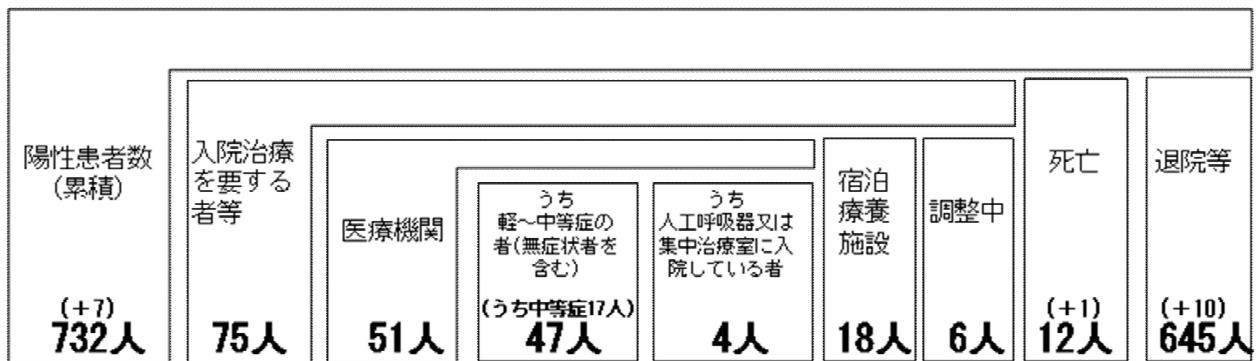 陽性患者数
(累積)
(+7)
732人
入院治療
を要する
者等
75人
医療機関
51人
うち
軽～中等症の
者(無症状者を
含む)
(うち中等症17人)
47人
うち
人工呼吸器又は
集中治療室に入
院している者
4人
宿泊
療養
施設
18人
調整中
6人
死亡
(+1)
12人
退院等
(+10)
645人